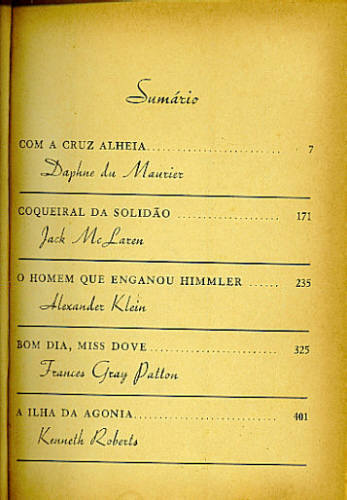 Sumário
COM A CRUZ ALHEIA........................ 7
Daphne du Maurier
COQUEIRAL DA SOLIDÃO ................ 171
Jack McLaren
O HOMEM QUE ENGANOU HIMMLER ...... 235
Alexander Klein
BOM DIA, MISS DOVE..................... 325
Frances Gray Patton
A ILHA DA AGONIA........................ 401
Kenneth Roberts